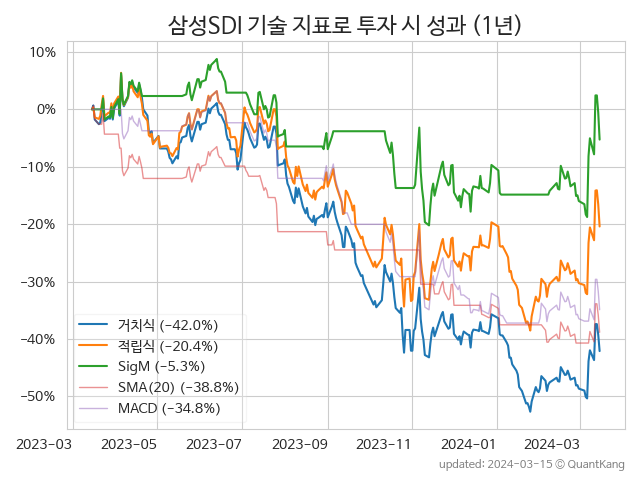 삼성SDI 기술 지표로 투자 시 성과 (1년)
10%
0%
−10%
−20%
−30%
−40%
−50%
거치식 (−42.0%)
적립식 (−20.4%)
SigM (−5.3%)
SMA(20) (−38.8%)
MACD (−34.8%)
2023−03 2023−05 2023−07 2023−09 2023−11 2024−01 2024−03
updated: 2024−03−15 © QuantKang